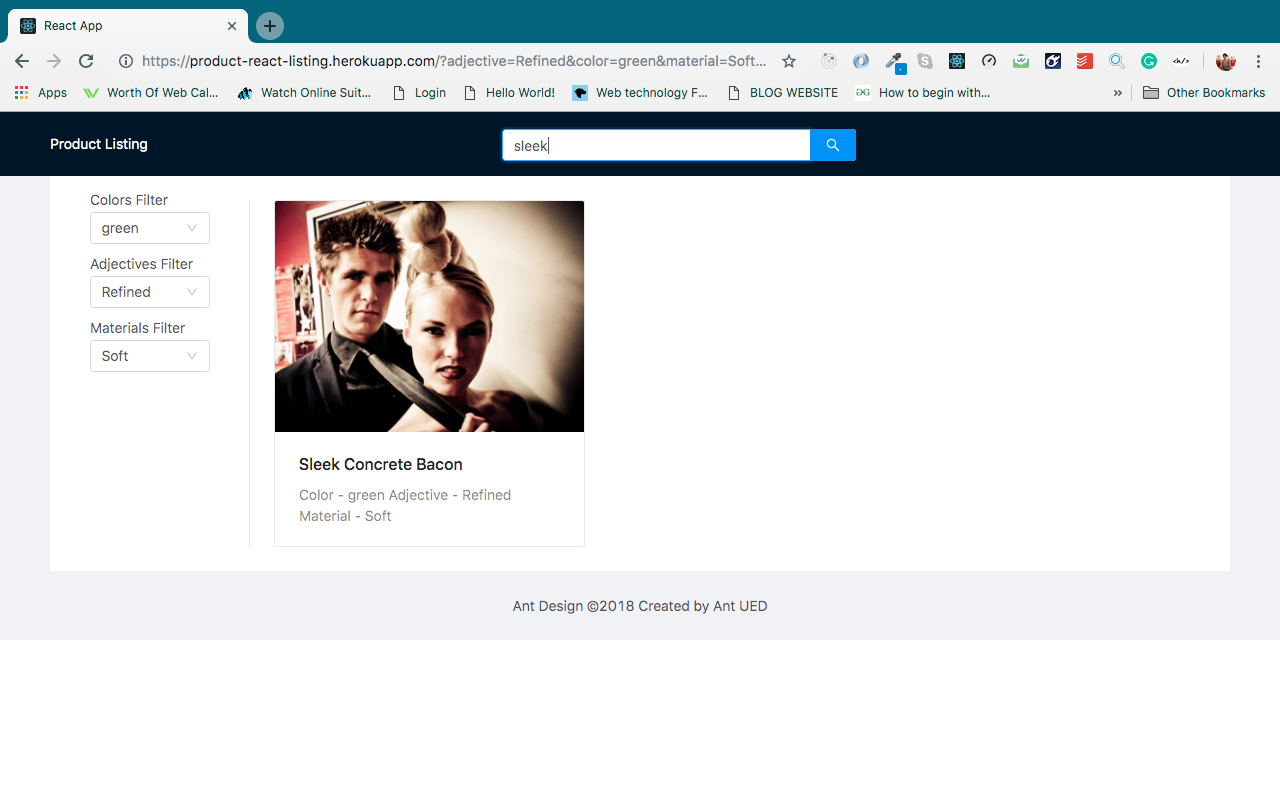 React App
https://product-react-listing.herokuapp.com/?adjective=Refined&color=green&material=Soft...
Apps Worth Of Web Cal... Watch Online Suit... Login Hello World! Web technology F... BLOG WEBSITE How to begin with... » Other Bookmarks
Product Listing sleek
Colors Filter
green
Adjectives Filter
Refined
Materials Filter
Soft
Sleek Concrete Bacon
Color - green Adjective - Refined
Material - Soft
Ant Design ©2018 Created by Ant UED